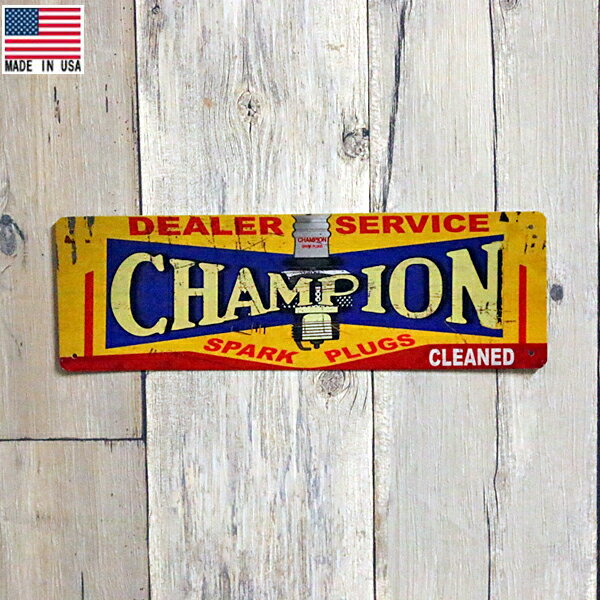 MADE IN USA
DEALER SERVICE
CHAMPION
CHAMPION
SPARK PLUGS
CLEANED